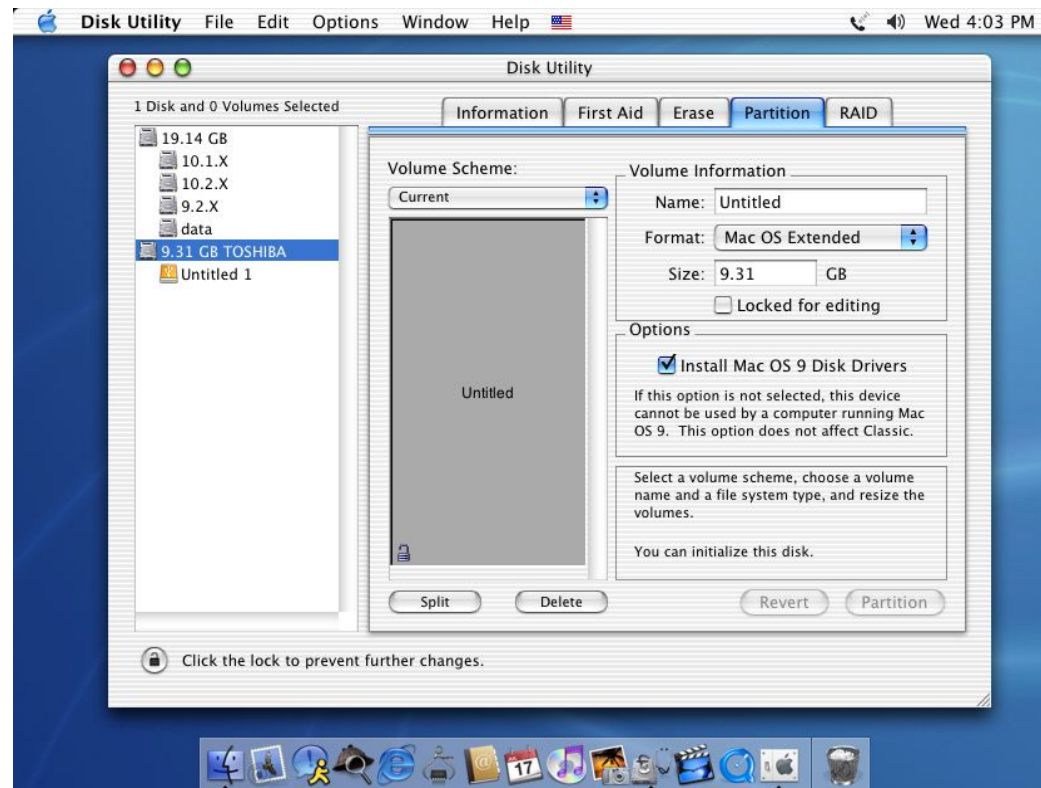 Disk Utility File Edit Options Window Help Wed 4:03 PM
Disk Utility
1 Disk and 0 Volumes Selected
Information First Aid Erase Partition RAID
19.14 GB
10.1.X
10.2.X
9.2.X
data
9.31 GB TOSHIBA
Untitled 1
Volume Scheme:
Current
Untitled
Split Delete
Volume Information
Name: Untitled
Format: Mac OS Extended
Size: 9.31 GB
Locked for editing
Options
Install Mac OS 9 Disk Drivers
If this option is not selected, this device
cannot be used by a computer running Mac
OS 9. This option does not affect Classic.
Select a volume scheme, choose a volume
name and a file system type, and resize the
volumes.
You can initialize this disk.
Revert Partition
Click the lock to prevent further changes.
17